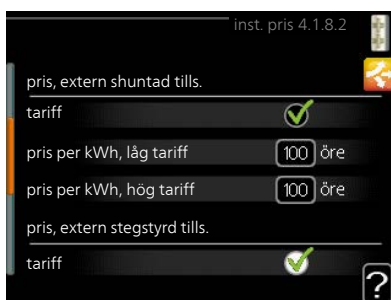 inst. pris 4.1.8.2
pris, extern shuntad tills.
tariff
pris per kWh, låg tariff 100 öre
pris per kWh, hög tariff 100 öre
pris, extern stegstyrd tills.
tariff
?